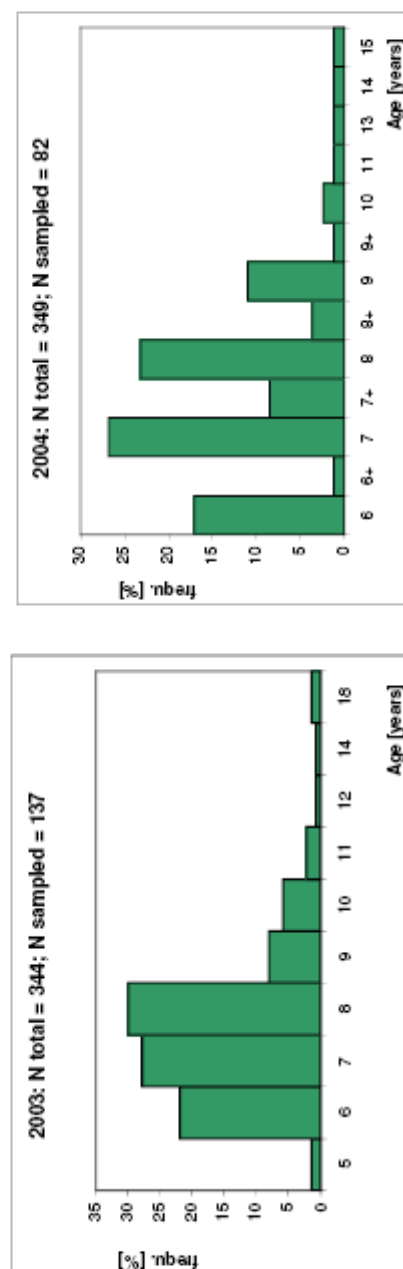 2003: N total = 344; N sampled = 137
frequ. [%]
35
30
25
20
15
10
5
0
5 6 7 8 9 10 11 12 14 18
Age [years]
2004: N total = 349; N sampled = 82
frequ. [%]
30
25
20
15
10
5
0
6 6+ 7 7+ 8 8+ 9 9+ 10 11 13 14 15
Age [years]